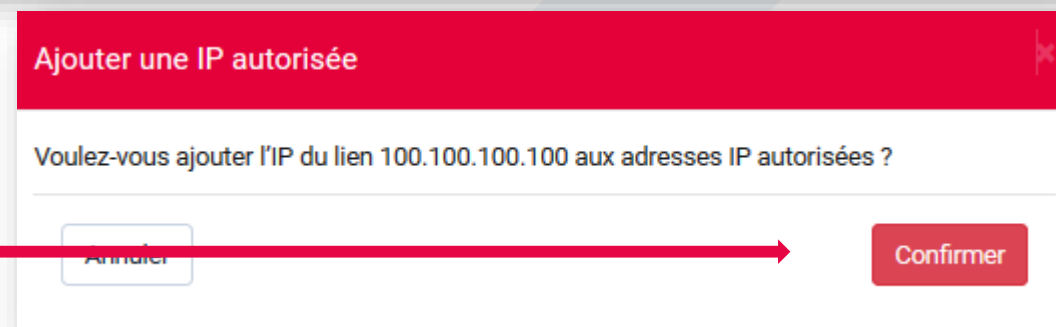 Ajouter une IP autorisée
Voulez-vous ajouter l'IP du lien 100.100.100.100 aux adresses IP autorisées ?
Annuler
Confirmer